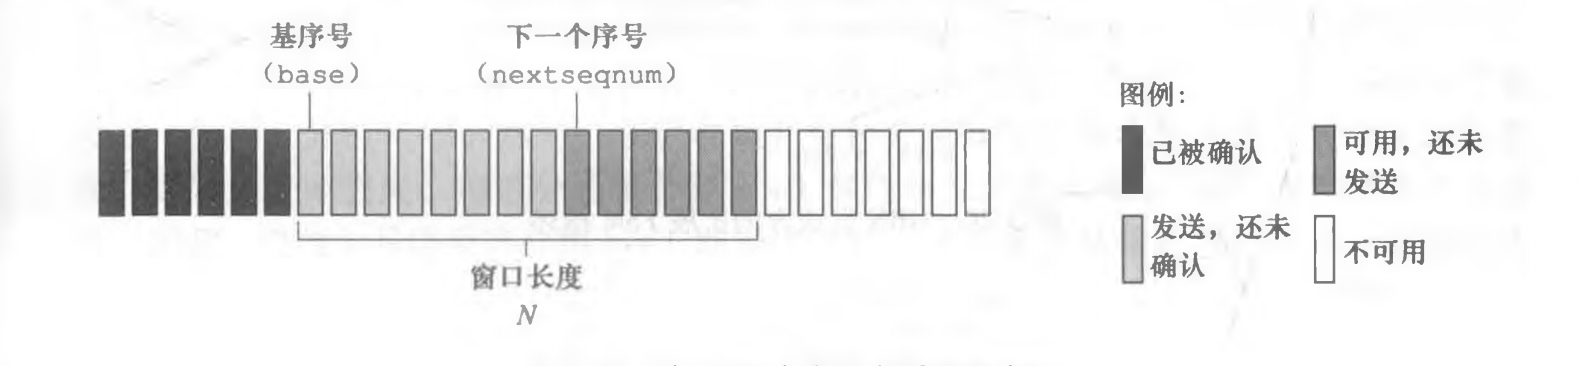 基序号
（base）
下一个序号
（nextseqnum）
窗口长度
N
图例：
已被确认
可用，还未
发送
发送，还未
确认
不可用